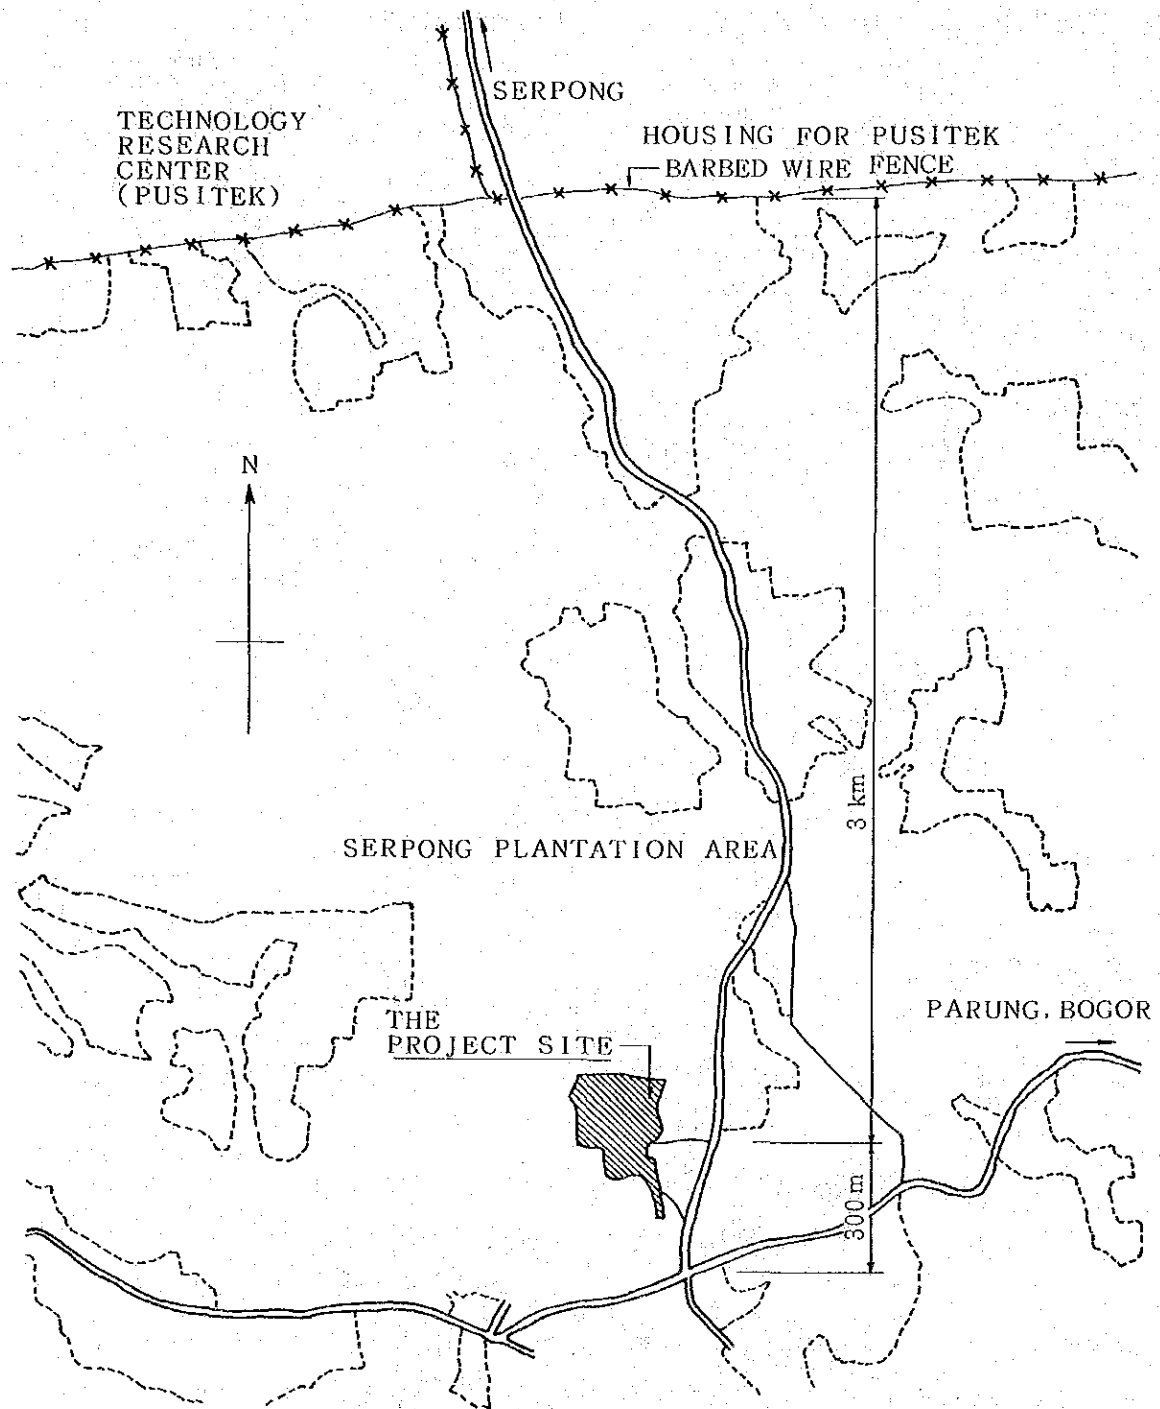 SERPONG
TECHNOLOGY
RESEARCH
CENTER
(PUSITEK)
HOUSING FOR PUSITEK
BARBED WIRE FENCE
N
3 km
SERPONG PLANTATION AREA
THE
PROJECT SITE
PARUNG, BOGOR
300 m